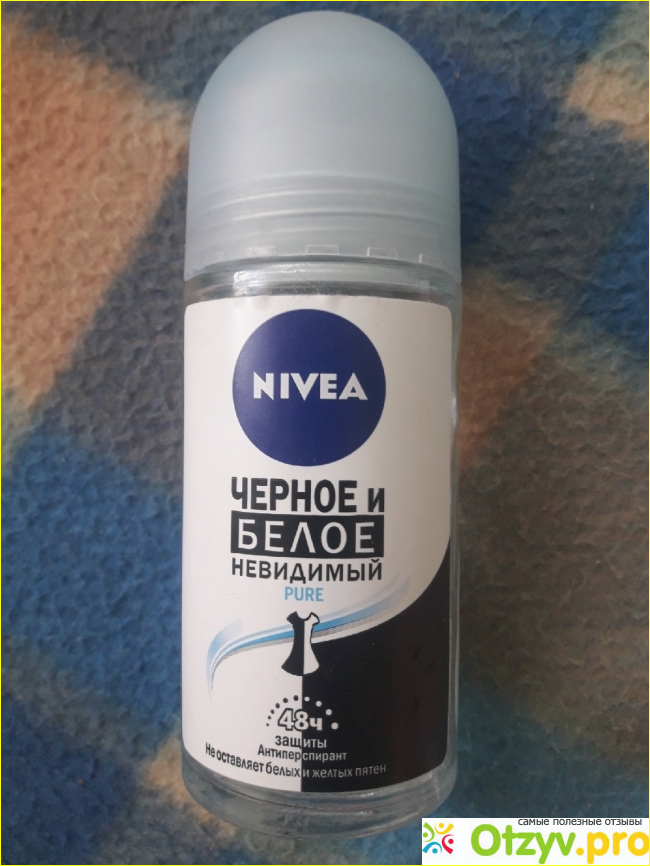 NIVEA
ЧЕРНОЕ и
БЕЛОЕ
НЕВИДИМЫЙ
PURE
48ч
защиты
Антиперспирант
Не оставляет белых и желтых пятен
самые полезные отзывы
Otzyv.pro